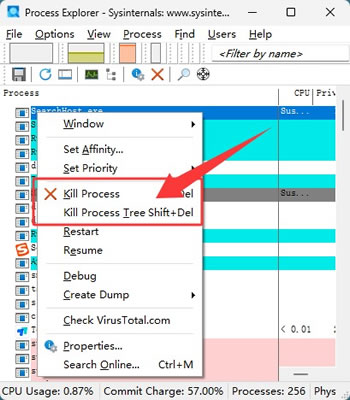 Process Explorer - Sysinternals: www.sysinte...
File Options View Process Find Users Help
<Filter by name>
Process CPU Priv
SearchHost.exe Sus...
Window
Set Affinity...
Set Priority
Sus...
Kill Process Del
Kill Process Tree Shift+Del
Restart
Resume
Debug
Create Dump
Check VirusTotal.com
< 0.01
Properties...
Search Online... Ctrl+M
CPU Usage: 0.87% Commit Charge: 57.00% Processes: 256 Phys